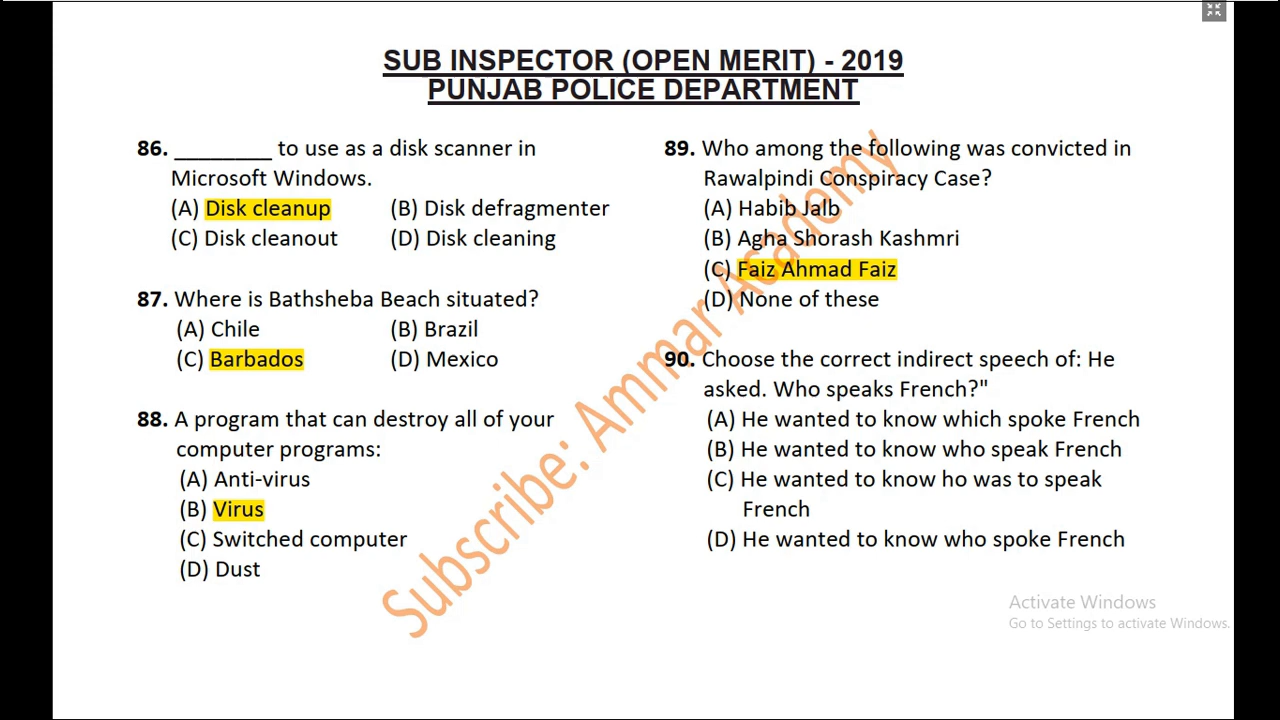 SUB INSPECTOR (OPEN MERIT) - 2019
PUNJAB POLICE DEPARTMENT
86. ________ to use as a disk scanner in
Microsoft Windows.
(A) Disk cleanup (B) Disk defragmenter
(C) Disk cleanout (D) Disk cleaning
87. Where is Bathsheba Beach situated?
(A) Chile (B) Brazil
(C) Barbados (D) Mexico
88. A program that can destroy all of your
computer programs:
(A) Anti-virus
(B) Virus
(C) Switched computer
(D) Dust
89. Who among the following was convicted in
Rawalpindi Conspiracy Case?
(A) Habib Jalb
(B) Agha Shorash Kashmri
(C) Faiz Ahmad Faiz
(D) None of these
90. Choose the correct indirect speech of: He
asked. Who speaks French?"
(A) He wanted to know which spoke French
(B) He wanted to know who speak French
(C) He wanted to know ho was to speak
French
(D) He wanted to know who spoke French
Subscribe: Ammar Academy
Activate Windows
Go to Settings to activate Windows.